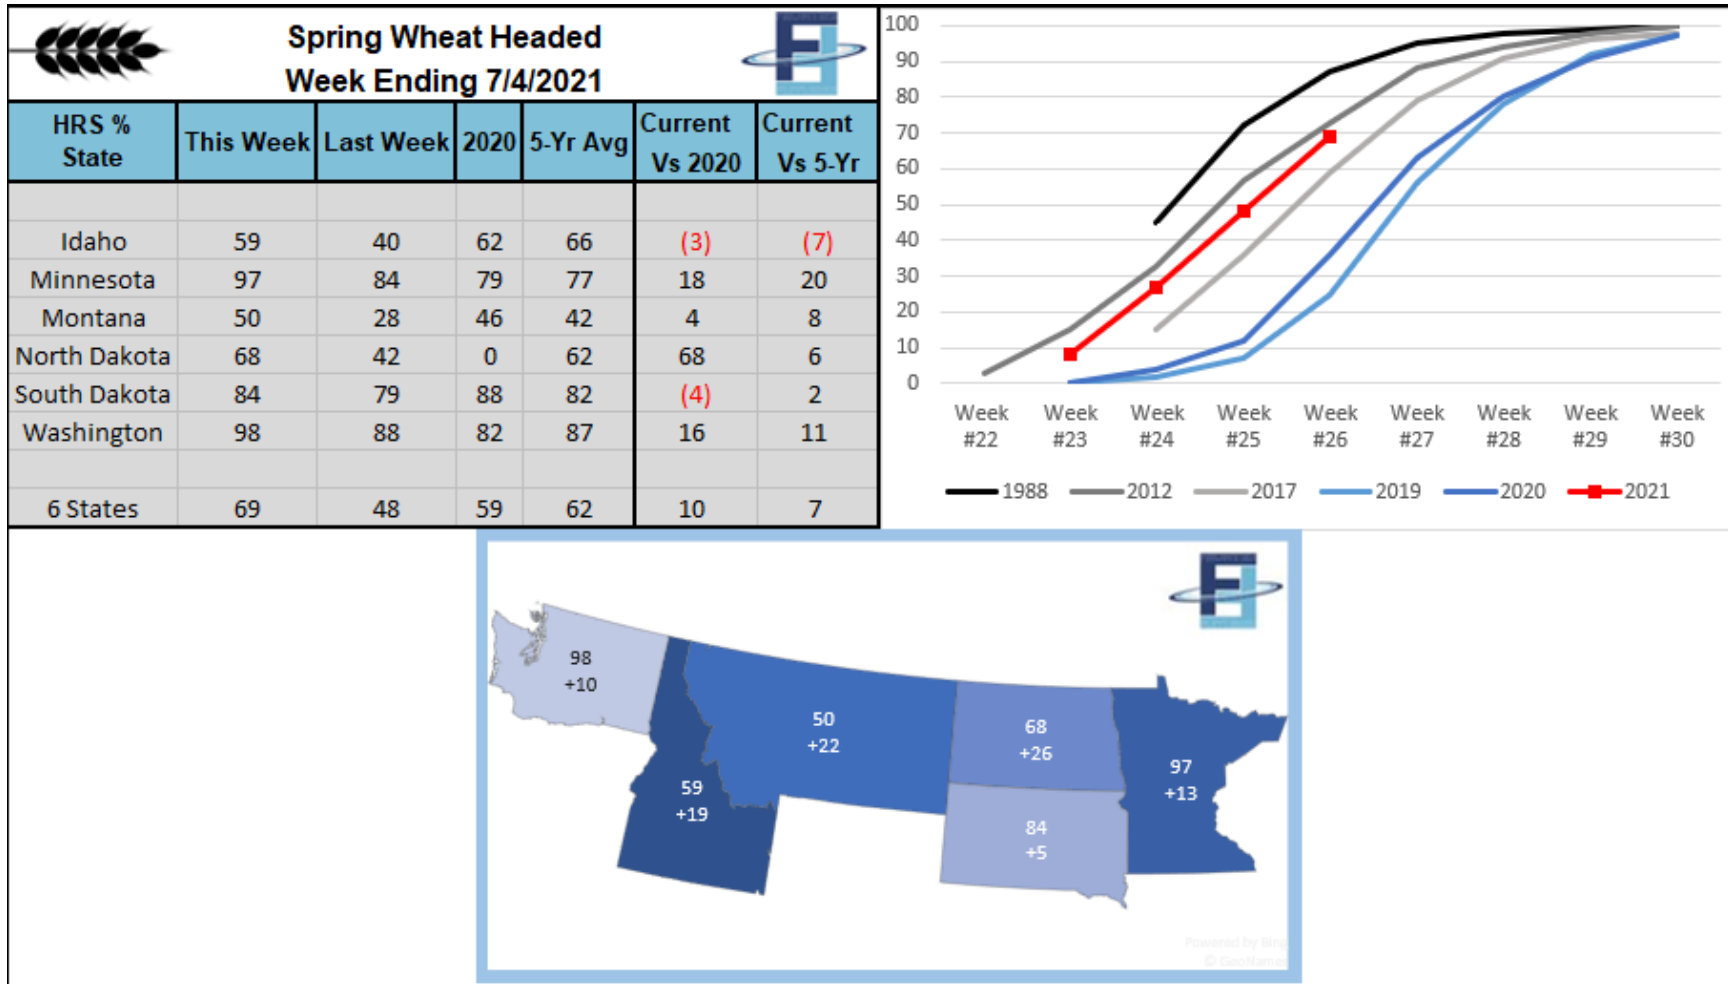 Spring Wheat Headed
Week Ending 7/4/2021
HRS % State This Week Last Week 2020 5-Yr Avg Current Vs 2020 Current Vs 5-Yr
Idaho 59 40 62 66 (3) (7)
Minnesota 97 84 79 77 18 20
Montana 50 28 46 42 4 8
North Dakota 68 42 0 62 68 6
South Dakota 84 79 88 82 (4) 2
Washington 98 88 82 87 16 11
6 States 69 48 59 62 10 7
100
90
80
70
60
50
40
30
20
10
0
Week #22 Week #23 Week #24 Week #25 Week #26 Week #27 Week #28 Week #29 Week #30
1988 2012 2017 2019 2020 2021
98
+10
50
+22
68
+26
97
+13
59
+19
84
+5
Powered by Bing
© GeoNames